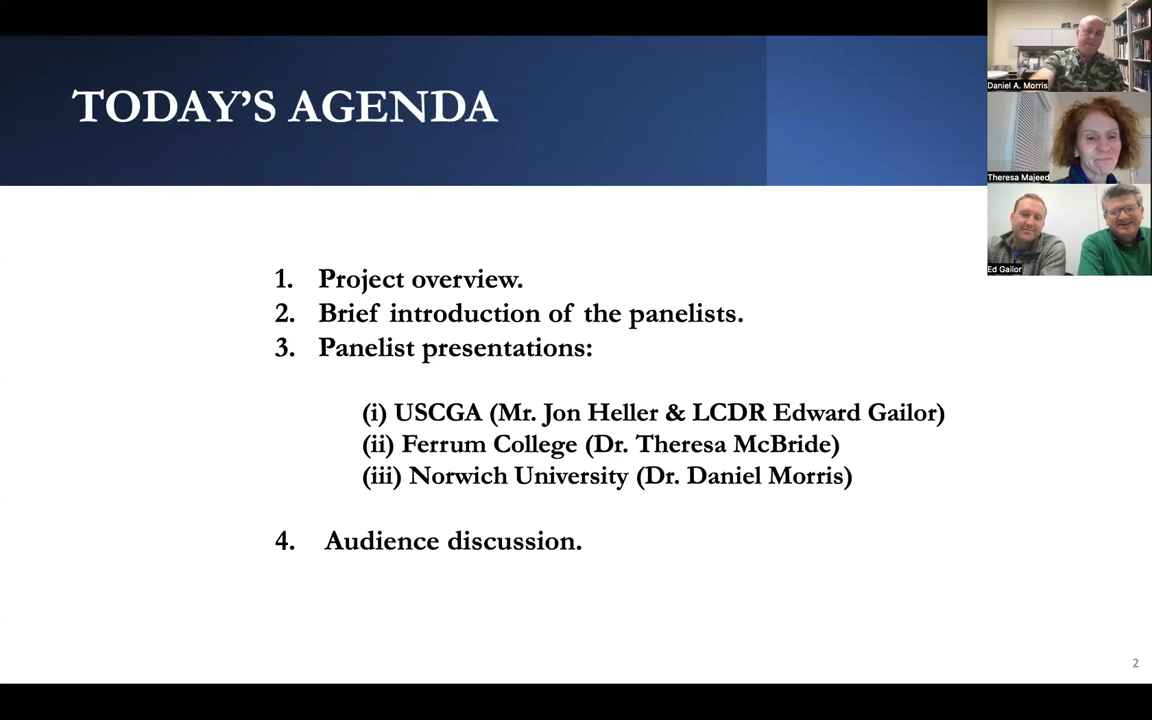 TODAY'S AGENDA
Daniel A. Morris
Theresa Majeed
Ed Gailor
1. Project overview.
2. Brief introduction of the panelists.
3. Panelist presentations:
(i) USCGA (Mr. Jon Heller & LCDR Edward Gailor)
(ii) Ferrum College (Dr. Theresa McBride)
(iii) Norwich University (Dr. Daniel Morris)
4. Audience discussion.
2